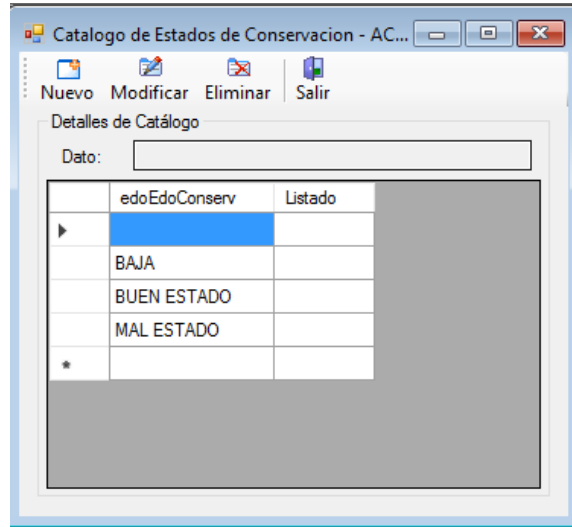 Catalogo de Estados de Conservacion - AC...
Nuevo Modificar Eliminar Salir
Detalles de Catálogo
Dato:
edoEdoConserv Listado
BAJA
BUEN ESTADO
MAL ESTADO